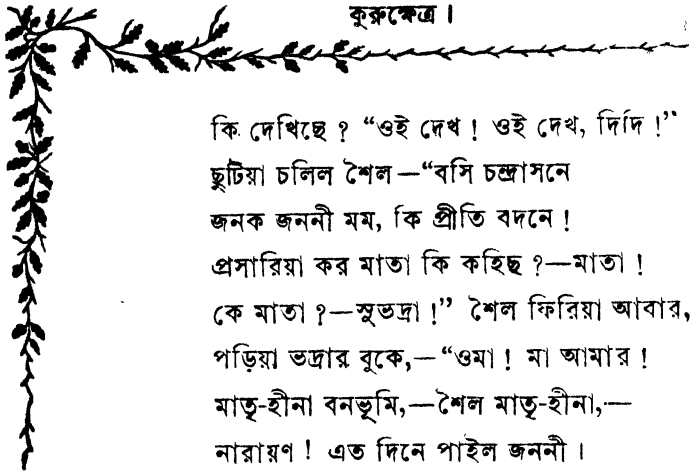 কুরুক্ষেত্র।
কি দেখিছে? “ওই দেখ! ওই দেখ, দিদি!”
ছুটিয়া চলিল শৈল—“বসি চন্দ্রাসনে
জনক জননী মম, কি প্রীতি বদনে!
প্রসারিয়া কর মাতা কি কহিছ?—মাতা!
কে মাতা?—সুভদ্রা!” শৈল ফিরিয়া আবার,
পড়িয়া ভদ্রার বুকে,—“ওমা! মা আমার!
মাতৃ-হীনা বনভূমি,—শৈল মাতৃ-হীনা,—
নারায়ণ! এত দিনে পাইল জননী।